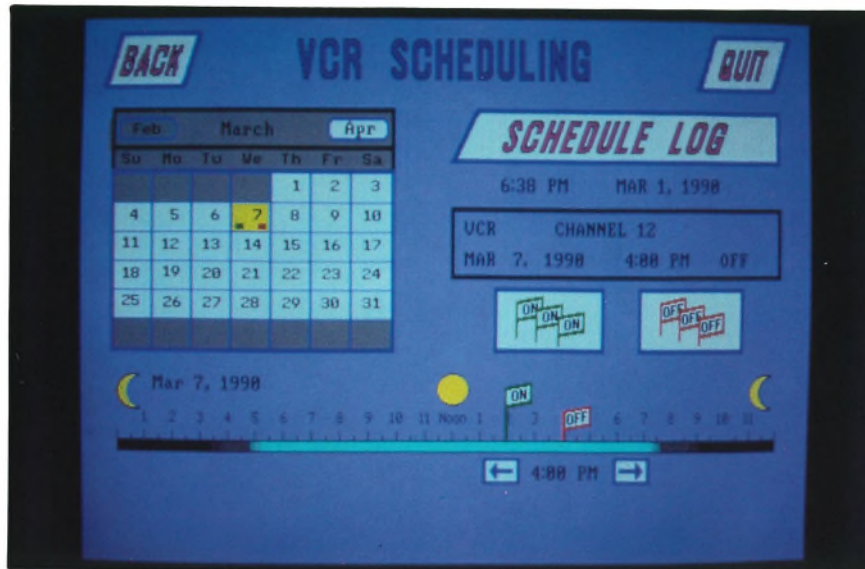 BACK
VCR SCHEDULING
QUIT
Feb March Apr
Su Mo Tu We Th Fr Sa
1 2 3
4 5 6 7 8 9 10
11 12 13 14 15 16 17
18 19 20 21 22 23 24
25 26 27 28 29 30 31
SCHEDULE LOG
6:38 PM MAR 1, 1990
VCR CHANNEL 12
MAR 7, 1990 4:00 PM OFF
ON ON ON
OFF OFF OFF
Mar 7, 1990
ON
OFF
1 2 3 4 5 6 7 8 9 10 11 Noon 1 3 6 7 8 9 10 11
4:00 PM